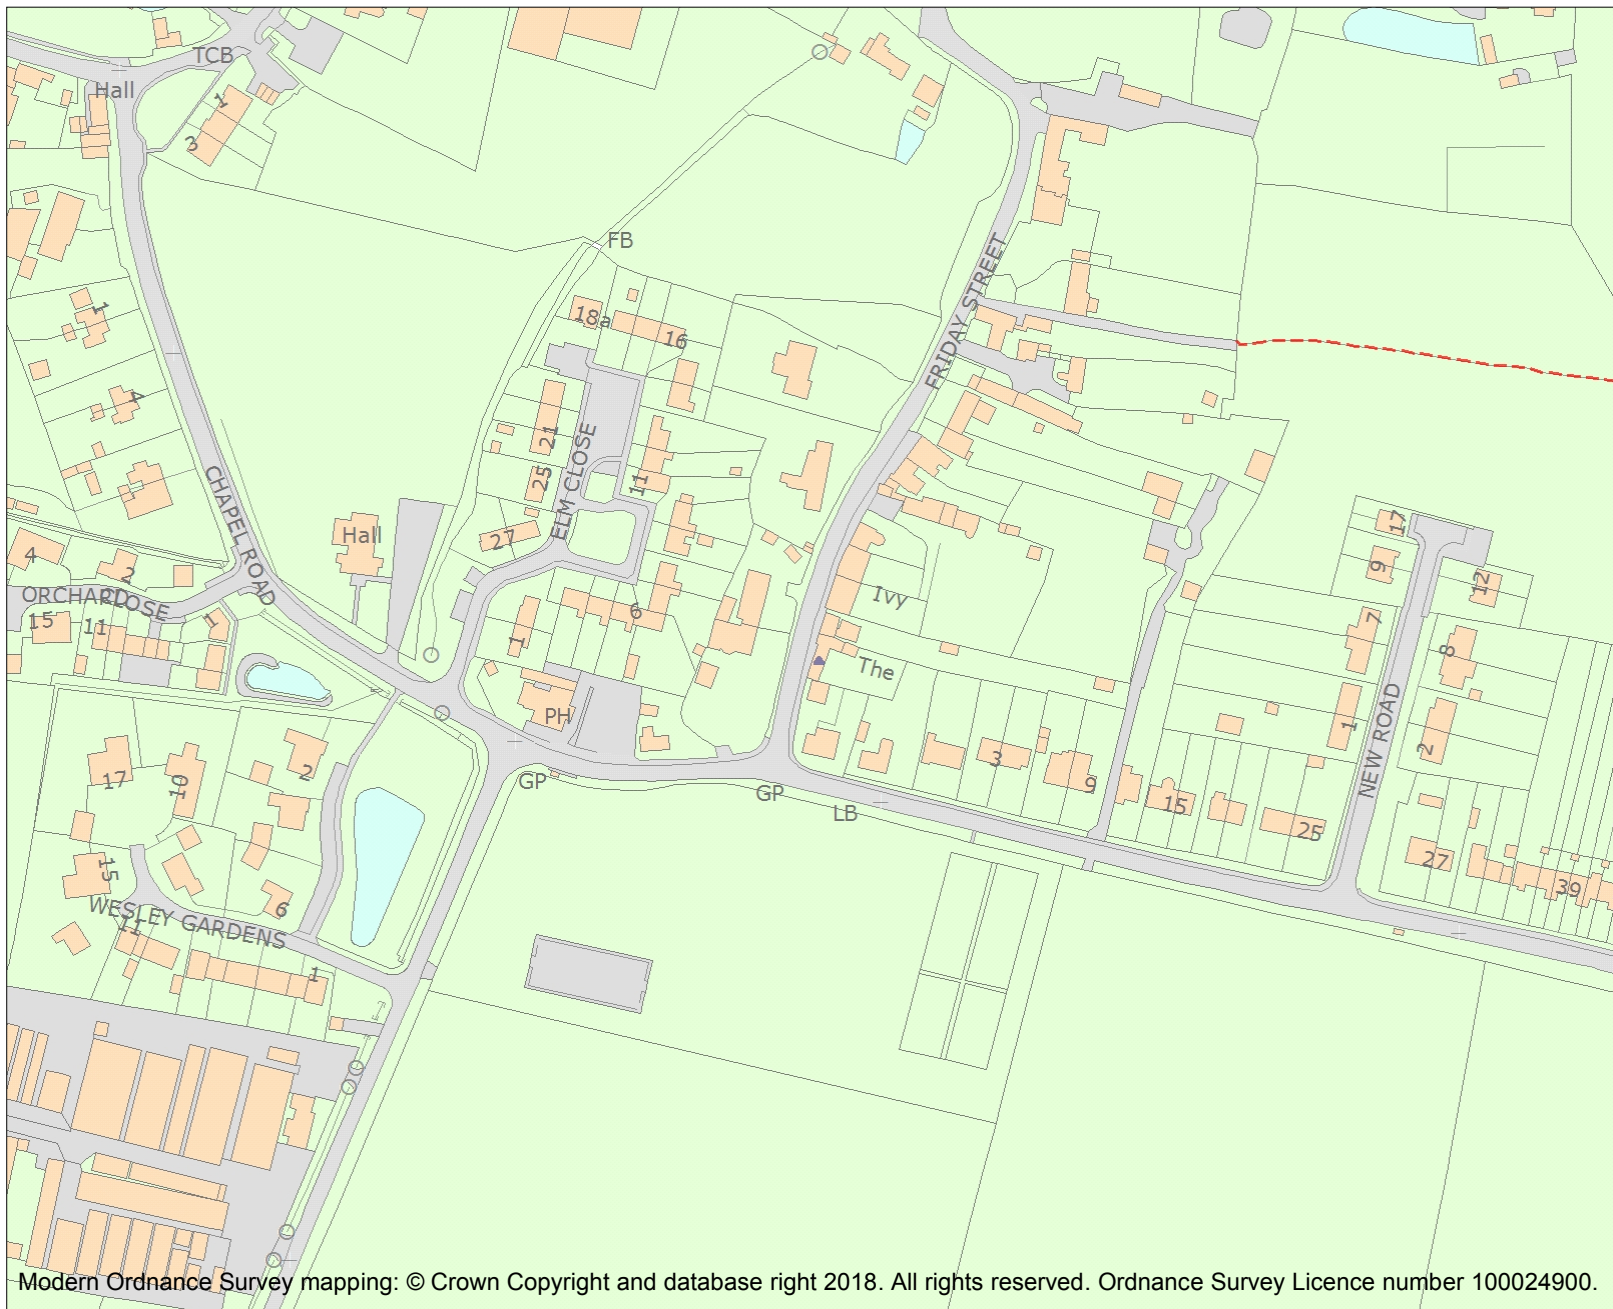 TCB
Hall
1
3
FB
18a
16
1
4
FRIDAY STREET
21
25
ELM CLOSE
11
CHAPEL ROAD
Hall
27
17
9
12
4
2
ORCHARD CLOSE
15
11
1
1
6
Ivy
The
7
8
PH
3
9
15
25
1
2
NEW ROAD
17
10
2
GP
GP
LB
27
39
15
6
WESLEY GARDENS
11
1
Modern Ordnance Survey mapping: © Crown Copyright and database right 2018. All rights reserved. Ordnance Survey Licence number 100024900.